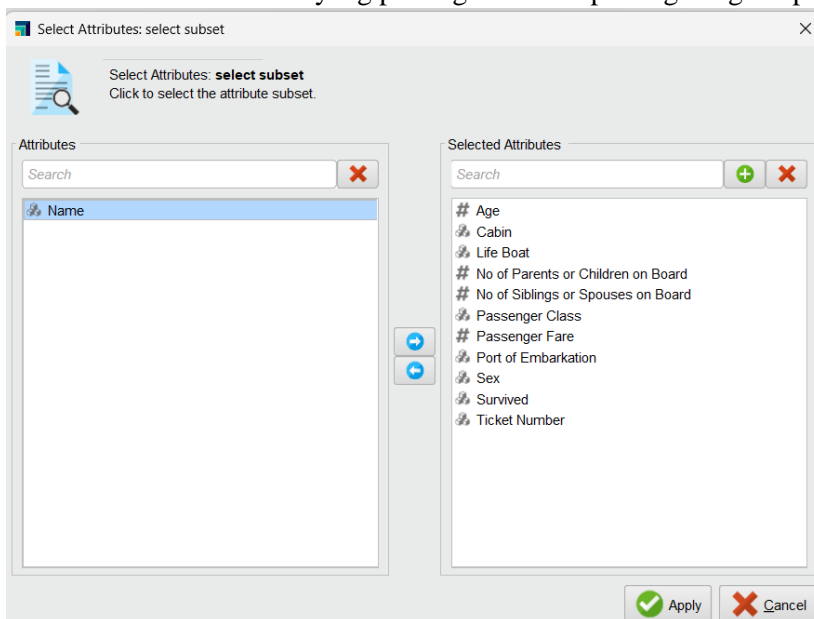 Select Attributes: select subset
Select Attributes: select subset
Click to select the attribute subset.
Attributes
Search
Name
Selected Attributes
Search
# Age
Cabin
Life Boat
# No of Parents or Children on Board
# No of Siblings or Spouses on Board
Passenger Class
# Passenger Fare
Port of Embarkation
Sex
Survived
Ticket Number
Apply
Cancel